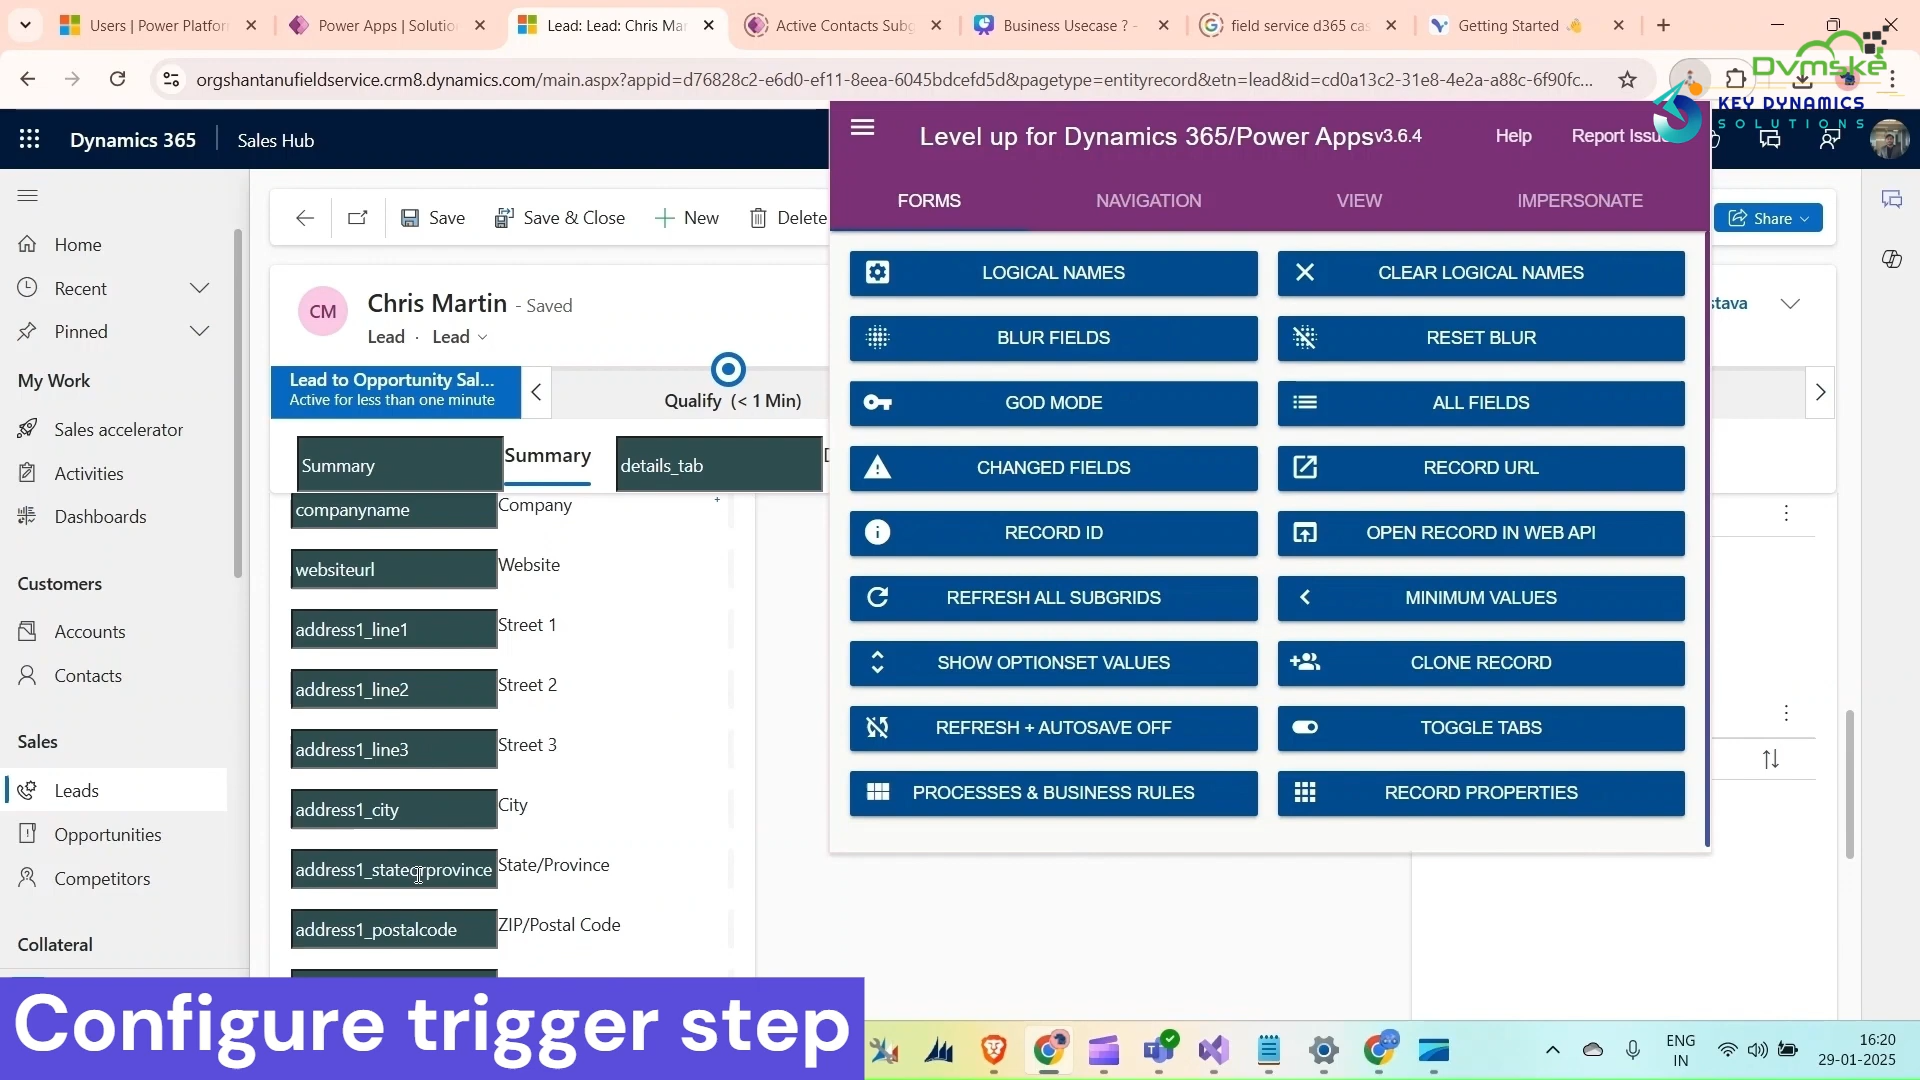 Users | Power Platfor
Power Apps | Solutio
Lead: Lead: Chris Mar
Active Contacts Subg
Business Usecase ? -
field service d365 cas
Getting Started 👋
orgshantanufieldservice.crm8.dynamics.com/main.aspx?appid=d76828c2-e6d0-ef11-8eea-6045bdcefd5d&pagetype=entityrecord&etn=lead&id=cd0a13c2-31e8-4e2a-a88c-6f90fc...
KEY DYNAMICS
SOLUTIONS
Dynamics 365
Sales Hub
Level up for Dynamics 365/Power Appsv3.6.4
Help
Report Issu
FORMS
NAVIGATION
VIEW
IMPERSONATE
Save
Save & Close
New
Delete
Share
Home
Recent
Pinned
My Work
Sales accelerator
Activities
Dashboards
Customers
Accounts
Contacts
Sales
Leads
Opportunities
Competitors
Collateral
CM
Chris Martin - Saved
Lead · Lead
stava
Lead to Opportunity Sal...
Active for less than one minute
Qualify (< 1 Min)
Summary
Summary
details_tab
D
companyname
Company
websiteurl
Website
address1_line1
Street 1
address1_line2
Street 2
address1_line3
Street 3
address1_city
City
address1_stateorprovince
State/Province
address1_postalcode
ZIP/Postal Code
LOGICAL NAMES
CLEAR LOGICAL NAMES
BLUR FIELDS
RESET BLUR
GOD MODE
ALL FIELDS
CHANGED FIELDS
RECORD URL
RECORD ID
OPEN RECORD IN WEB API
REFRESH ALL SUBGRIDS
MINIMUM VALUES
SHOW OPTIONSET VALUES
CLONE RECORD
REFRESH + AUTOSAVE OFF
TOGGLE TABS
PROCESSES & BUSINESS RULES
RECORD PROPERTIES
Configure trigger step
ENG
IN
16:20
29-01-2025